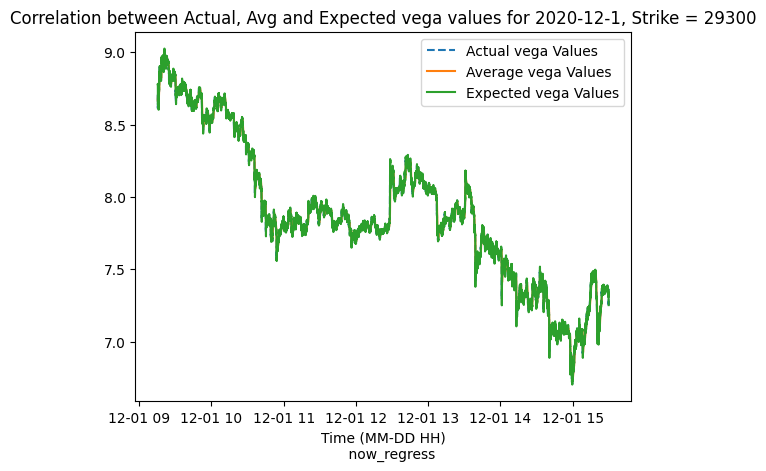 Correlation between Actual, Avg and Expected vega values for 2020-12-1, Strike = 29300
Actual vega Values
Average vega Values
Expected vega Values
9.0
8.5
8.0
7.5
7.0
12-01 09 12-01 10 12-01 11 12-01 12 12-01 13 12-01 14 12-01 15
Time (MM-DD HH)
now_regress